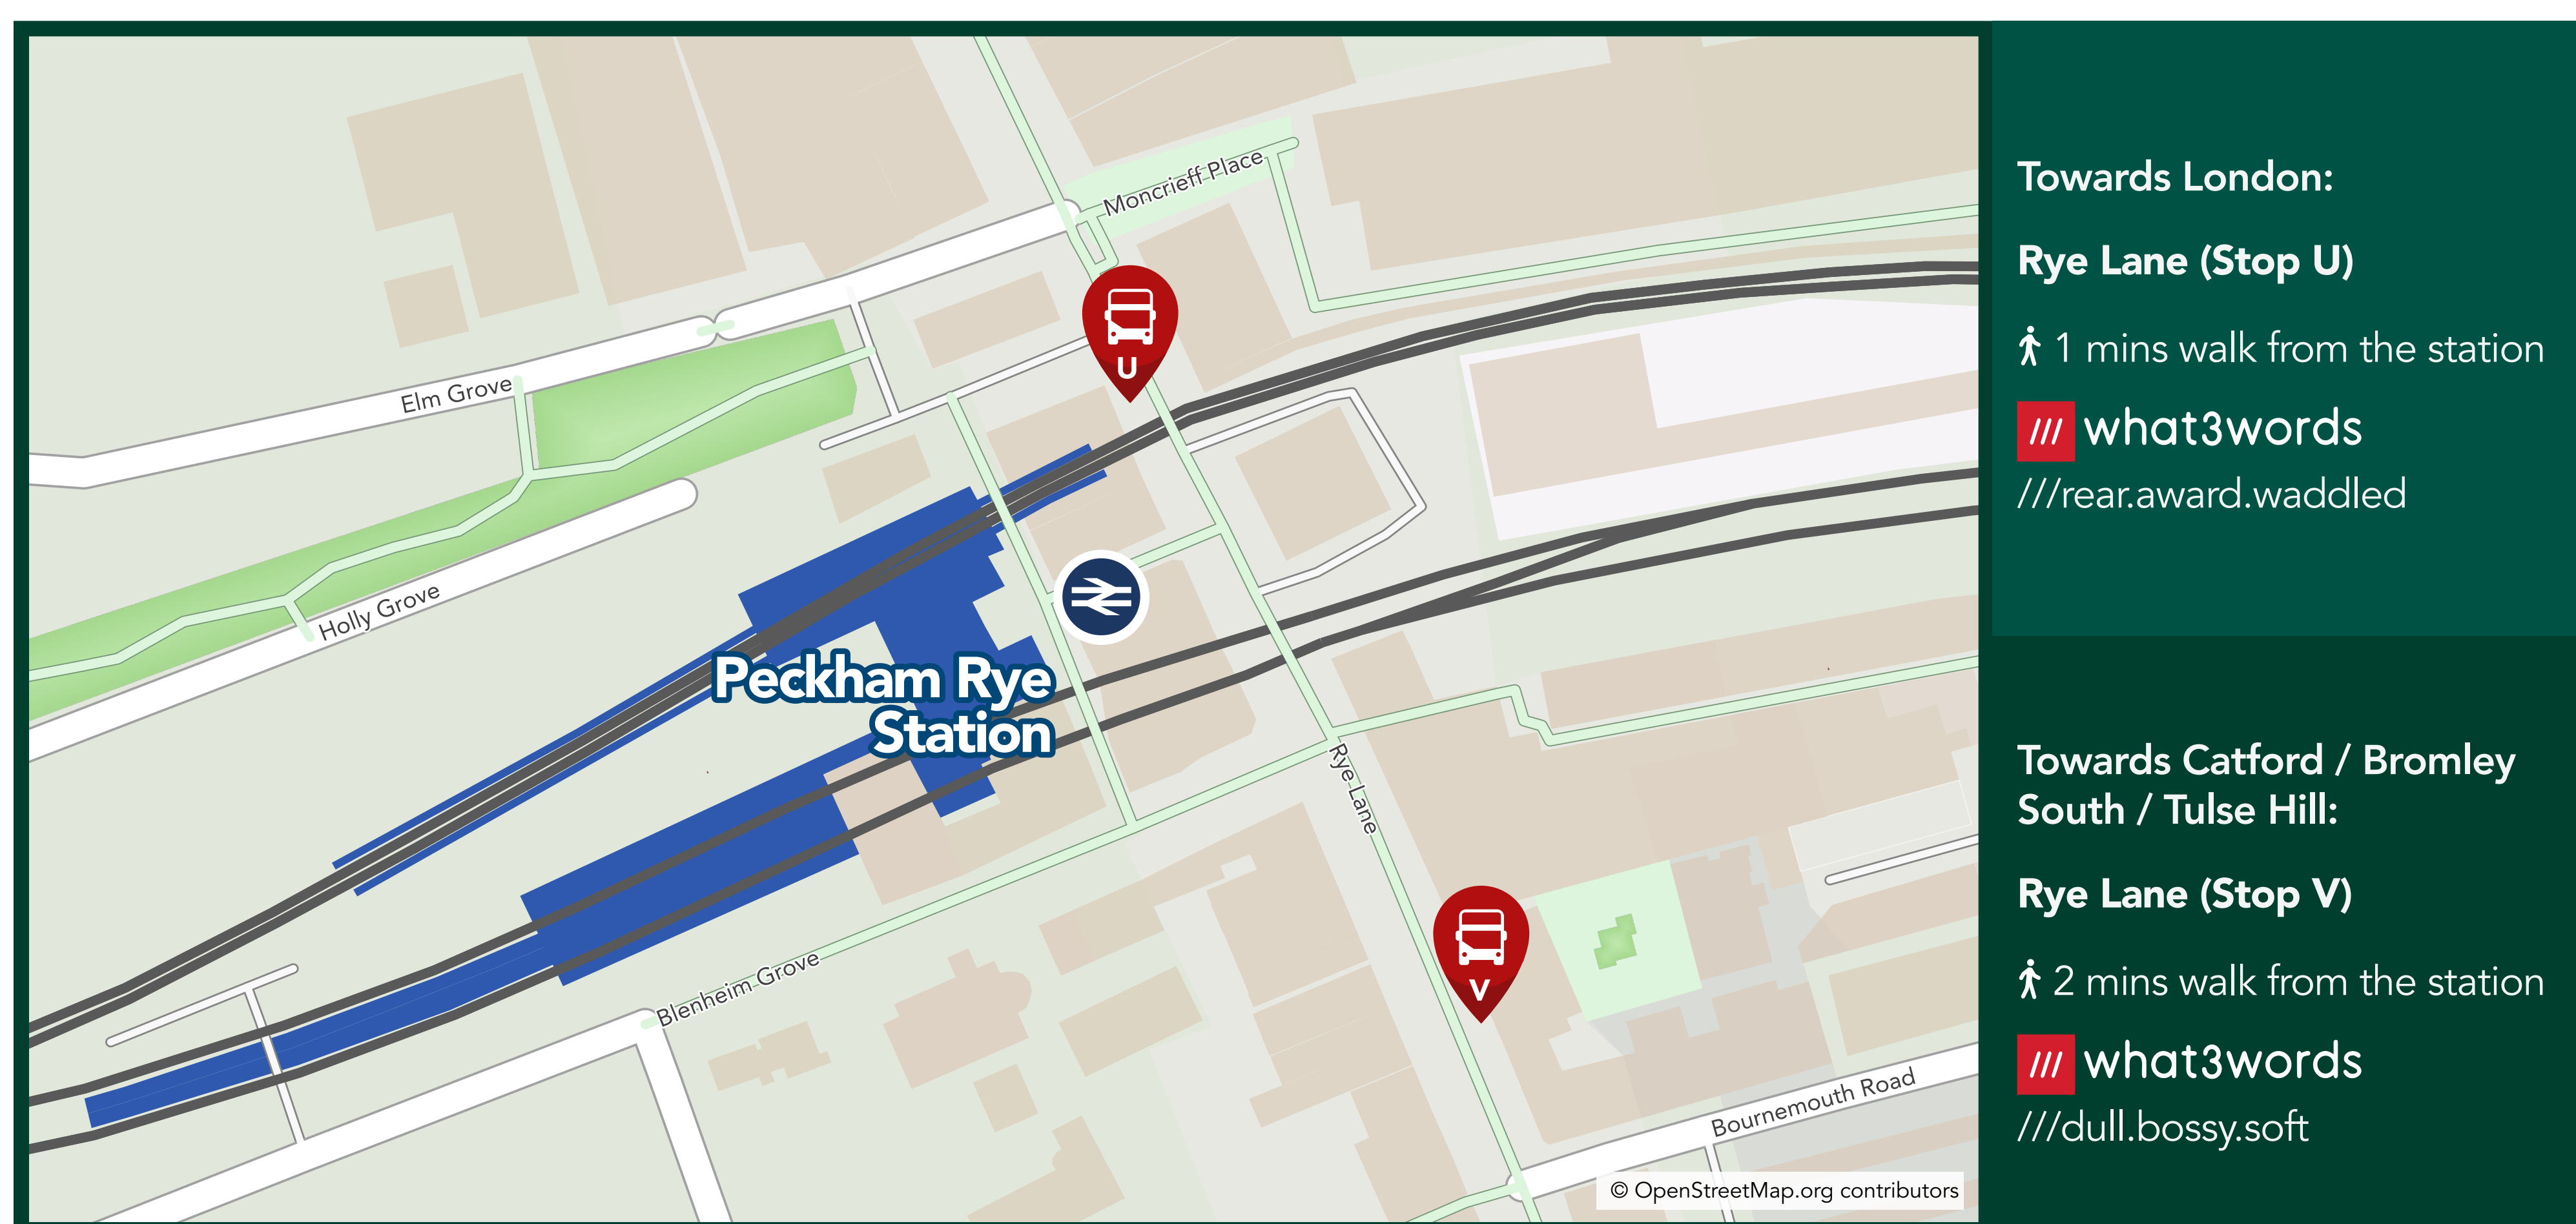 Moncrieff Place
U
Elm Grove
Holly Grove
Peckham Rye
Station
Rye Lane
V
Blenheim Grove
Bournemouth Road
© OpenStreetMap.org contributors
Towards London:
Rye Lane (Stop U)
1 mins walk from the station
/// what3words
///rear.award.waddled
Towards Catford / Bromley
South / Tulse Hill:
Rye Lane (Stop V)
2 mins walk from the station
/// what3words
///dull.bossy.soft